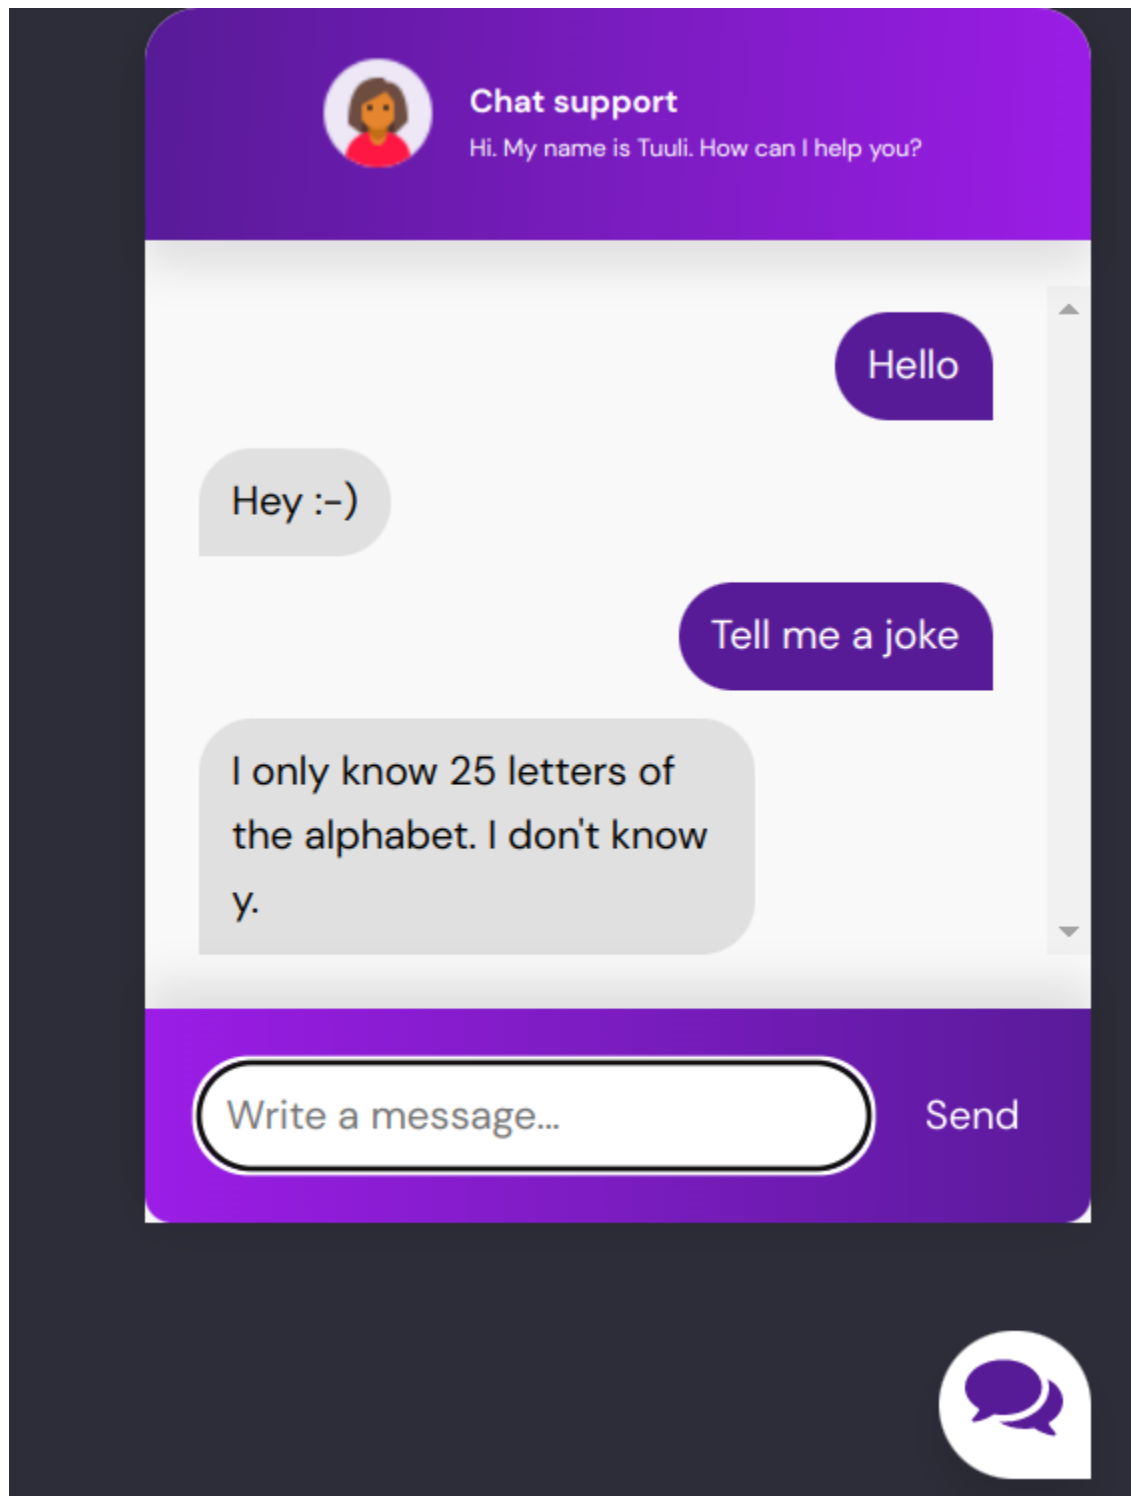 Chat support
Hi. My name is Tuuli. How can I help you?
Hello
Hey :-)
Tell me a joke
I only know 25 letters of
the alphabet. I don't know
y.
Write a message...
Send